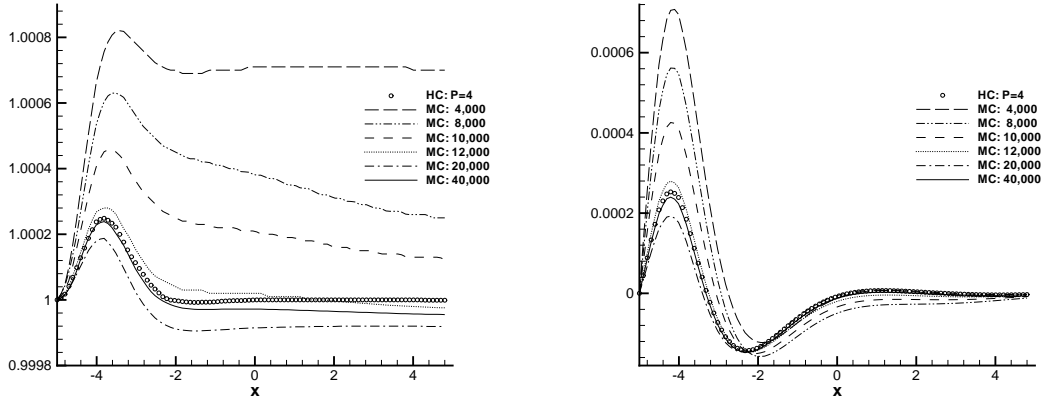 1.0008
1.0006
1.0004
1.0002
1
0.9998
-4
-2
0
2
4
x
HC: P=4
MC: 4,000
MC: 8,000
MC: 10,000
MC: 12,000
MC: 20,000
MC: 40,000
0.0006
0.0004
0.0002
0
-4
-2
0
2
4
x
HC: P=4
MC: 4,000
MC: 8,000
MC: 10,000
MC: 12,000
MC: 20,000
MC: 40,000